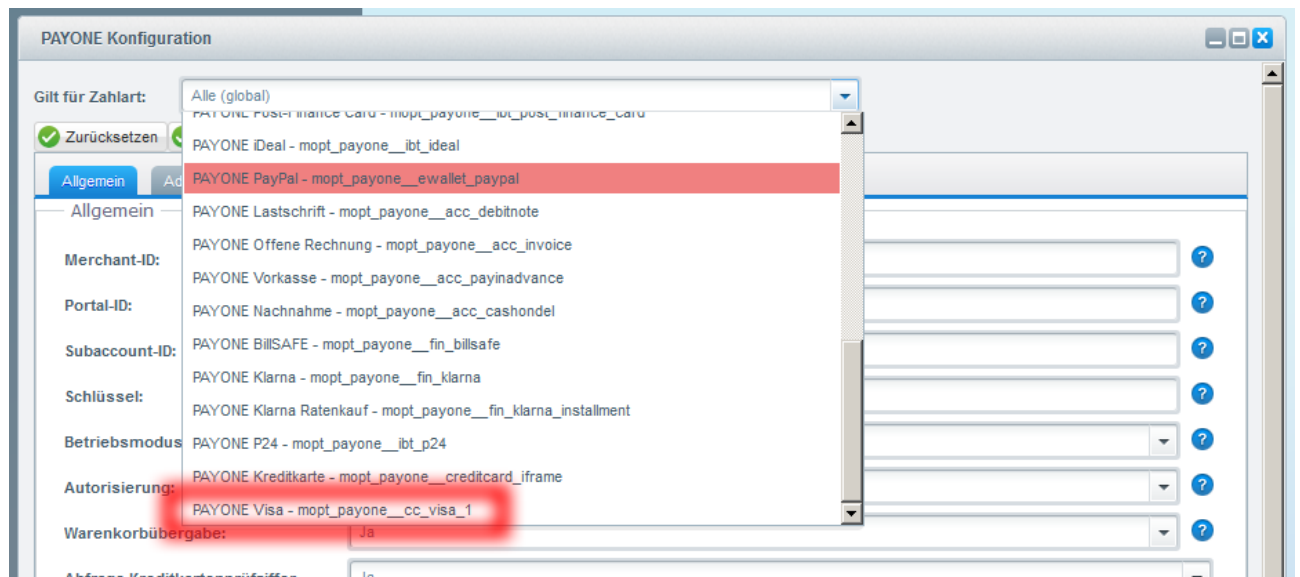 PAYONE Konfiguration
Gilt für Zahlart: Alle (global)
PAYONE Post-Finance Card - mopt_payone__ibt_post_finance_card
Zurücksetzen
PAYONE iDeal - mopt_payone__ibt_ideal
Allgemein Ad PAYONE PayPal - mopt_payone__ewallet_paypal
Allgemein PAYONE Lastschrift - mopt_payone__acc_debitnote
PAYONE Offene Rechnung - mopt_payone__acc_invoice
Merchant-ID:
PAYONE Vorkasse - mopt_payone__acc_payinadvance
Portal-ID:
PAYONE Nachnahme - mopt_payone__acc_cashondel
Subaccount-ID: PAYONE BillSAFE - mopt_payone__fin_billsafe
PAYONE Klarna - mopt_payone__fin_klarna
Schlüssel:
PAYONE Klarna Ratenkauf - mopt_payone__fin_klarna_installment
Betriebsmodus PAYONE P24 - mopt_payone__ibt_p24
PAYONE Kreditkarte - mopt_payone__creditcard_iframe
Autorisierung:
PAYONE Visa - mopt_payone__cc_visa_1
Warenkorbübergabe: Ja
Abfrage Kreditkartenprüfziffer Ja